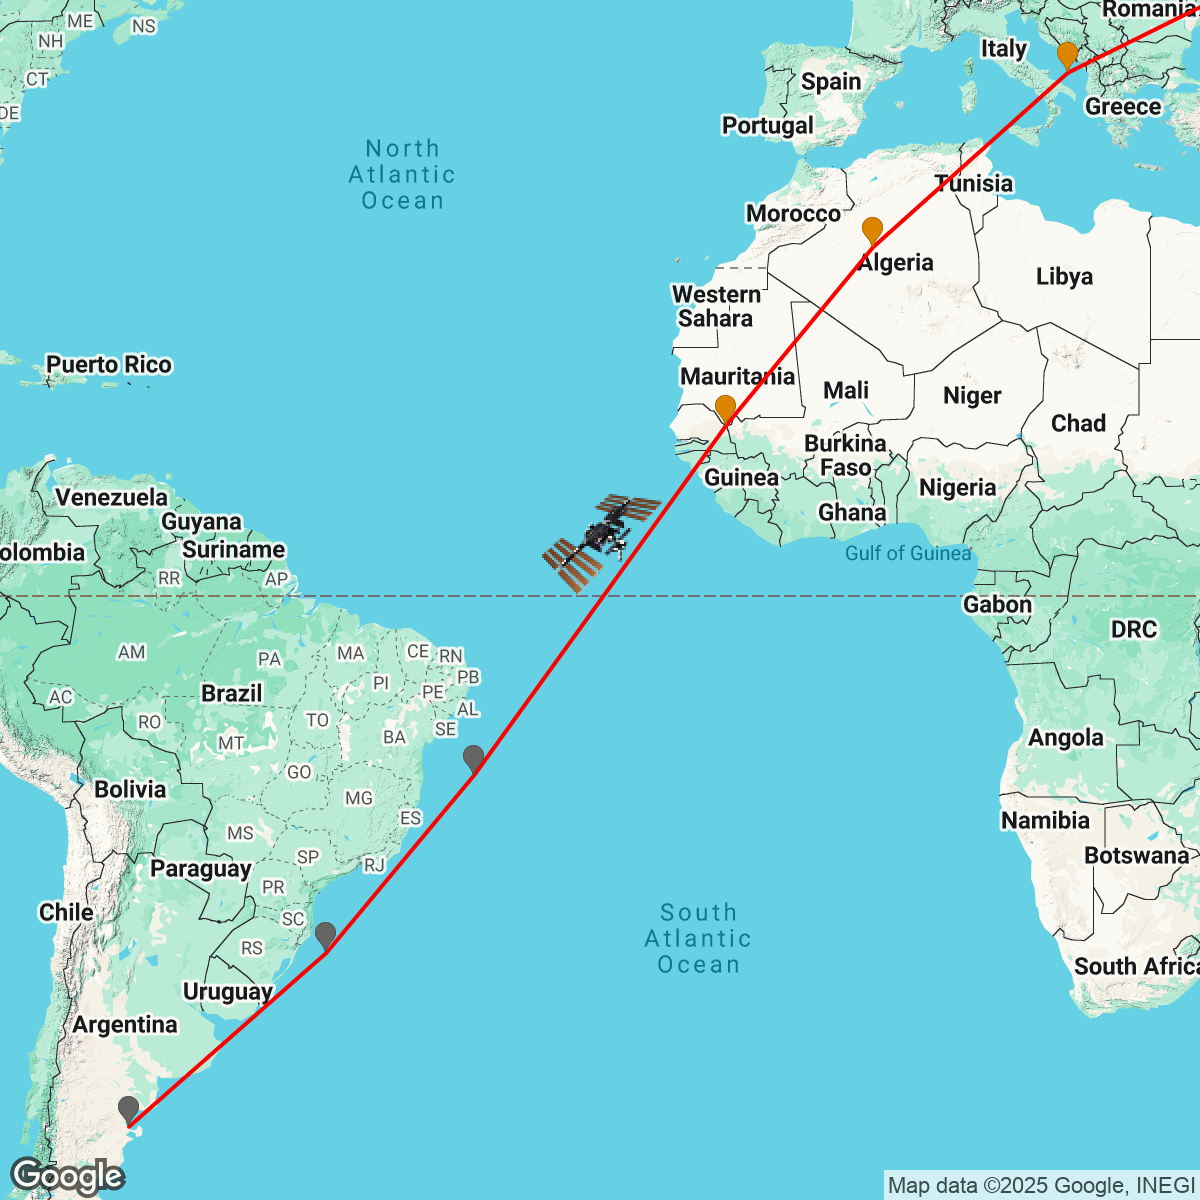 Romania
ME
NS
NH
CT
DE
Italy
Spain
Greece
Portugal
North
Atlantic
Ocean
Tunisia
Morocco
Algeria
Libya
Western
Sahara
Puerto Rico
Mauritania
Mali
Niger
Chad
Burkina
Faso
Guinea
Nigeria
Ghana
Venezuela
Guyana
Suriname
olombia
Gulf of Guinea
RR
AP
Gabon
DRC
AM
PA
MA
CE
RN
PB
PI
PE
AL
AC
Brazil
RO
TO
SE
MT
BA
Angola
GO
Bolivia
MG
ES
Namibia
MS
SP
RJ
Botswana
Paraguay
PR
Chile
SC
RS
South
Atlantic
Ocean
South Africa
Uruguay
Argentina
Google
Map data ©2025 Google, INEGI